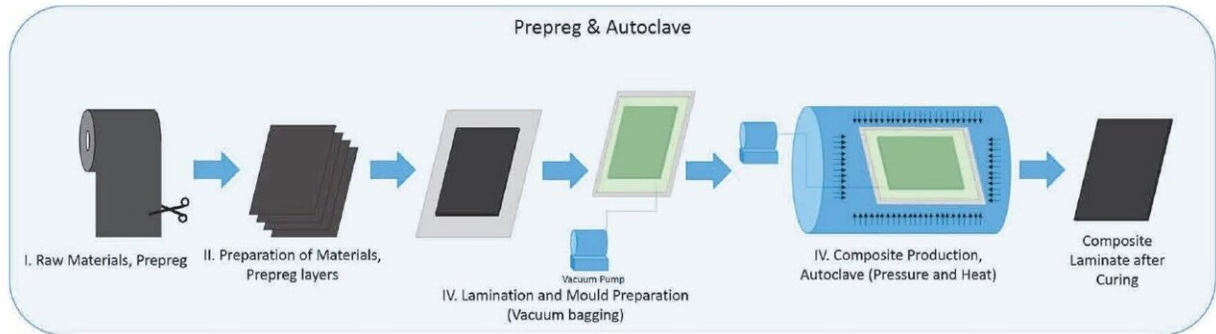 Prepreg & Autoclave
I. Raw Materials, Prepreg
II. Preparation of Materials,
Prepreg layers
Vacuum Pump
IV. Lamination and Mould Preparation
(Vacuum bagging)
IV. Composite Production,
Autoclave (Pressure and Heat)
Composite
Laminate after
Curing